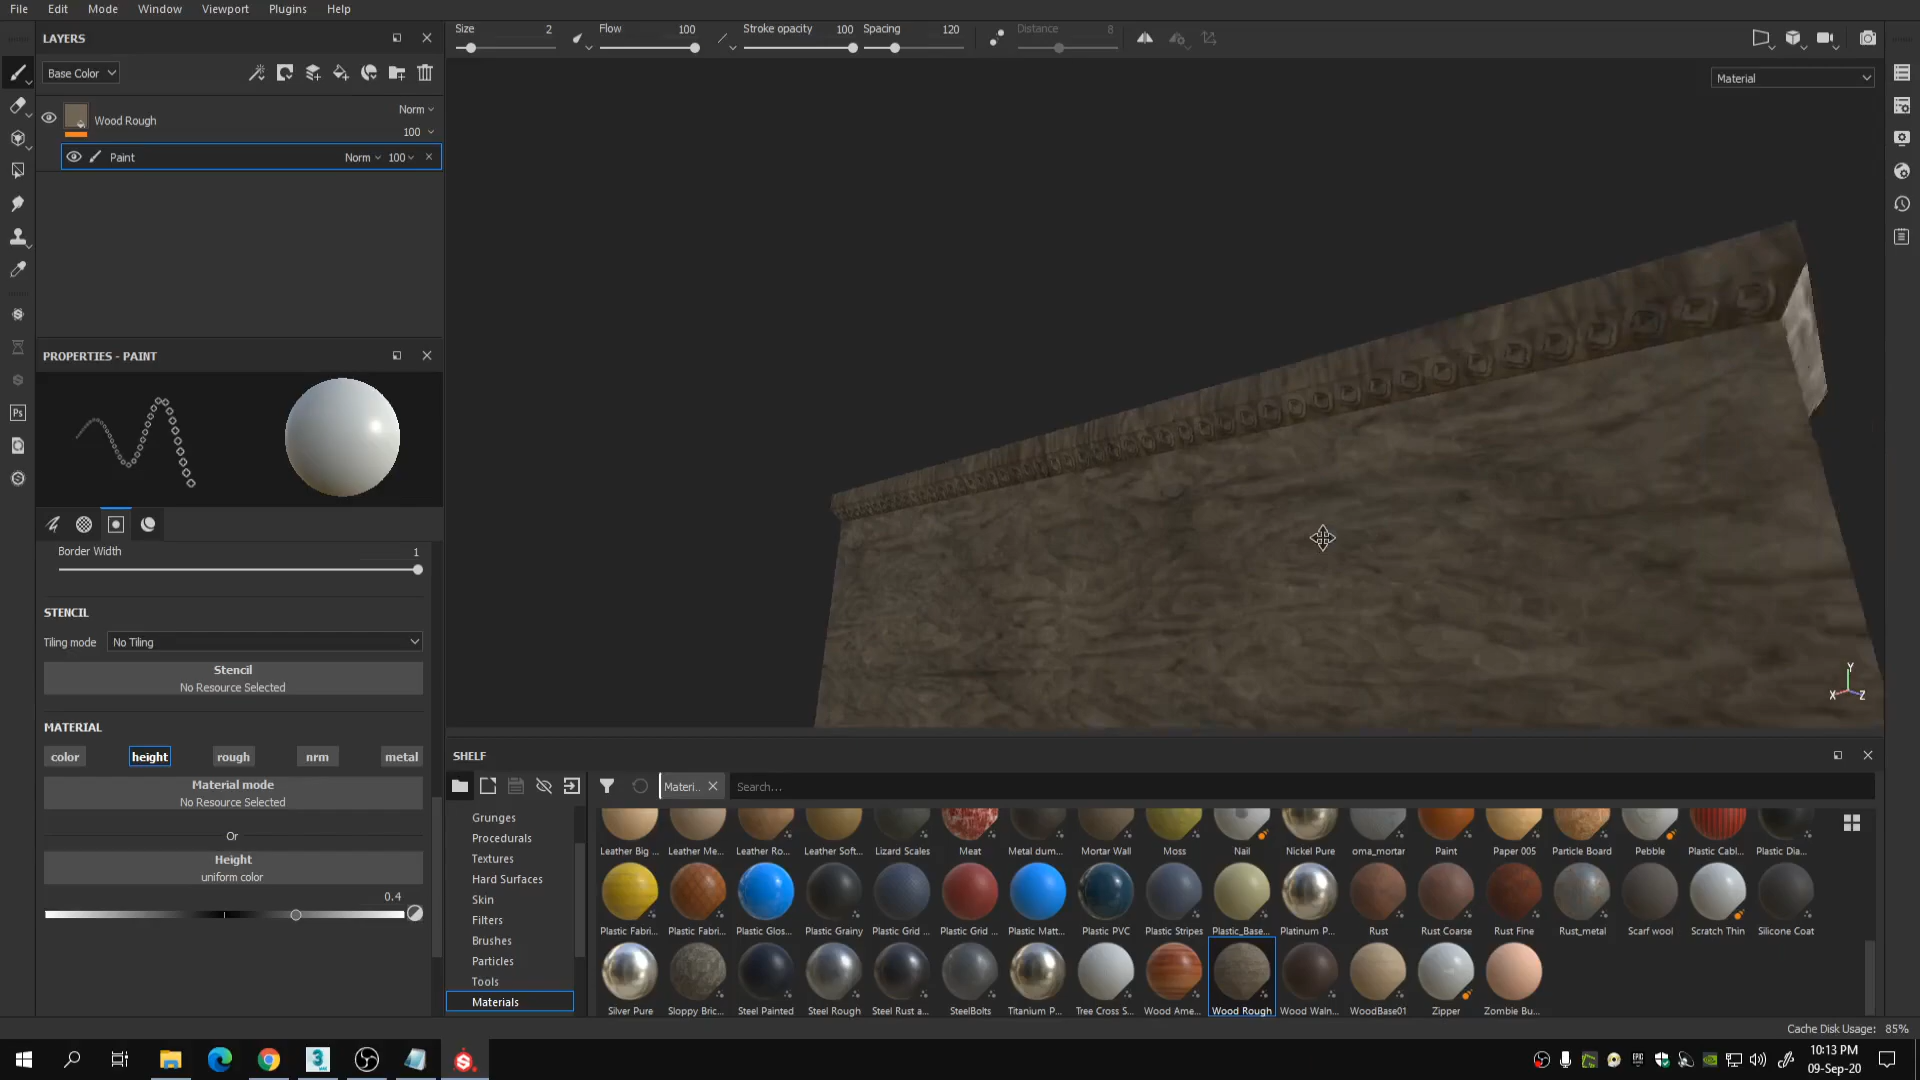 File Edit Mode Window Viewport Plugins Help
LAYERS
Size 2 Flow 100 Stroke opacity 100 Spacing 120 Distance 8
Base Color
Material
Norm
Wood Rough
100
Paint Norm 100
PROPERTIES - PAINT
Border Width 1
STENCIL
Tiling mode No Tiling
Stencil
No Resource Selected
MATERIAL
color height rough nrm metal
Material mode
No Resource Selected
Or
Height
uniform color
0.4
Y
X Z
SHELF
Materi.. Search...
Grunges
Procedurals
Textures
Hard Surfaces
Skin
Filters
Brushes
Particles
Tools
Materials
Leather Big ... Leather Me... Leather Ro... Leather Soft... Lizard Scales Meat Metal dum... Mortar Wall Moss Nail Nickel Pure oma_mortar Paint Paper 005 Particle Board Pebble Plastic Cabl... Plastic Dia...
Plastic Fabri... Plastic Fabri... Plastic Glos... Plastic Grainy Plastic Grid ... Plastic Grid ... Plastic Matt... Plastic PVC Plastic Stripes Plastic_Base... Platinum P... Rust Rust Coarse Rust Fine Rust_metal Scarf wool Scratch Thin Silicone Coat
Silver Pure Sloppy Bric... Steel Painted Steel Rough Steel Rust a... SteelBolts Titanium P... Tree Cross S... Wood Ame... Wood Rough Wood Waln... WoodBase01 Zipper Zombie Bu...
Cache Disk Usage: 85%
10:13 PM
09-Sep-20
Ps